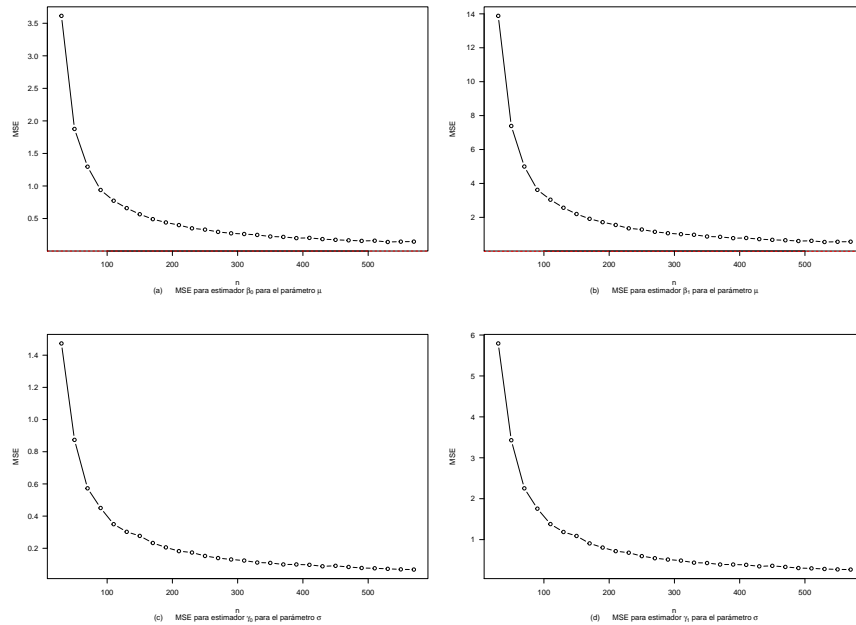 3.5
3.0
2.5
2.0
1.5
1.0
0.5
MSE
100 200 300 400 500
n
(a) MSE para estimador β₀ para el parámetro μ
14
12
10
8
6
4
2
MSE
100 200 300 400 500
n
(b) MSE para estimador β₁ para el parámetro μ
1.4
1.2
1.0
0.8
0.6
0.4
0.2
MSE
100 200 300 400 500
n
(c) MSE para estimador γ₀ para el parámetro σ
6
5
4
3
2
1
MSE
100 200 300 400 500
n
(d) MSE para estimador γ₁ para el parámetro σ